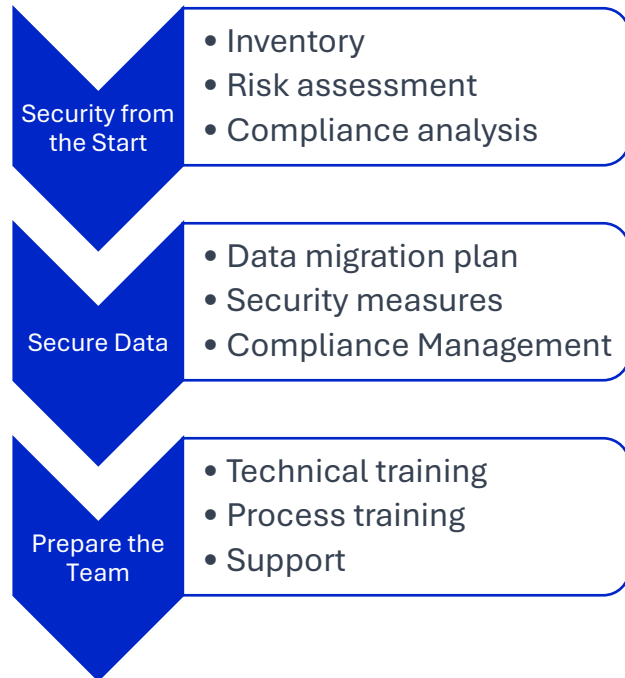 Security from
the Start
• Inventory
• Risk assessment
• Compliance analysis
Secure Data
• Data migration plan
• Security measures
• Compliance Management
Prepare the
Team
• Technical training
• Process training
• Support